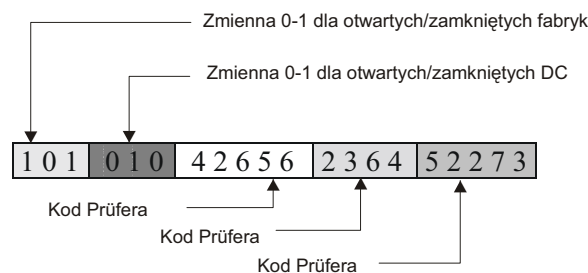 Zmienna 0-1 dla otwartych/zamkniętych fabryk
Zmienna 0-1 dla otwartych/zamkniętych DC
1 0 1 0 1 0 4 2 6 5 6 2 3 6 4 5 2 2 7 3
Kod Prüfera
Kod Prüfera
Kod Prüfera